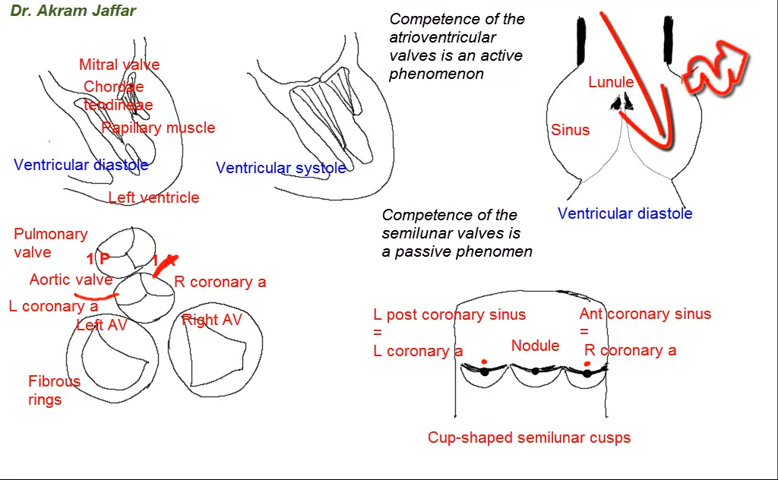 Dr. Akram Jaffar
Competence of the
atrioventricular
valves is an active
phenomenon
Mitral valve
Chordae
tendineae
Papillary muscle
Ventricular diastole
Left ventricle
Ventricular systole
Lunule
Sinus
Ventricular diastole
Competence of the
semilunar valves is
a passive phenomen
Pulmonary
valve
1 P
Aortic valve
R coronary a
L coronary a
Left AV
Right AV
Fibrous
rings
L post coronary sinus
=
L coronary a
Nodule
Ant coronary sinus
=
R coronary a
Cup-shaped semilunar cusps